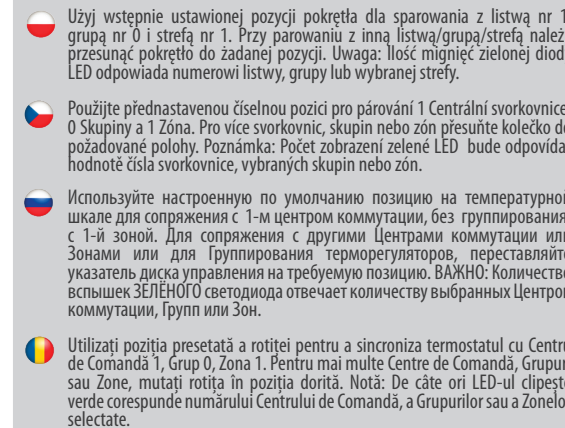 Użyj wstępnie ustawionej pozycji pokrętła dla sparowania z listwą nr 1
grupą nr 0 i strefą nr 1. Przy parowaniu z inną listwą/grupą/strefą należ
przesunąć pokrętło do żadanej pozycji. Uwaga: Ilość mignięć zielonej diod
LED odpowiada numerowi listwy, grupy lub wybranej strefy.
Použijte přednastavenou číselnou pozici pro párování 1 Centrální svorkovnice
0 Skupiny a 1 Zóna. Pro více svorkovnic, skupin nebo zón přesuňte kolečko d
požadované polohy. Poznámka: Počet zobrazení zelené LED bude odpovída
hodnotě čísla svorkovnice, vybraných skupin nebo zón.
Используйте настроенную по умолчанию позицию на температурной
шкале для сопряжения с 1-м центром коммутации, без группирования
с 1-й зоной. Для сопряжения с другими Центрами коммутации или
Зонами или для Группирования терморегуляторов, переставляйт
указатель диска управления на требуемую позицию. ВАЖНО: Количество
вспышек ЗЕЛЁНОГО светодиода отвечает количеству выбранных Центро
коммутации, Групп или Зон.
Utilizați poziția presetată a rotiței pentru a sincroniza termostatul cu Centru
de Comandă 1, Grup 0, Zona 1. Pentru mai multe Centre de Comandă, Grupur
sau Zone, mutați rotița în poziția dorită. Notă: De câte ori LED-ul clipește
verde corespunde numărului Centrului de Comandă, a Grupurilor sau a Zonelo
selectate.